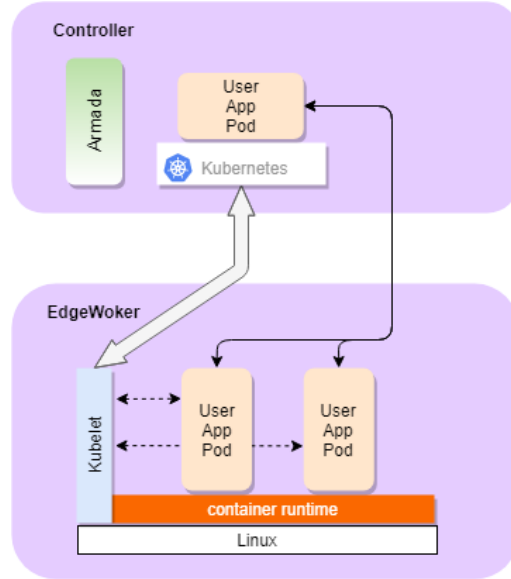 Controller
Armada
User
App
Pod
Kubernetes
EdgeWoker
Kubelet
User
App
Pod
User
App
Pod
container runtime
Linux